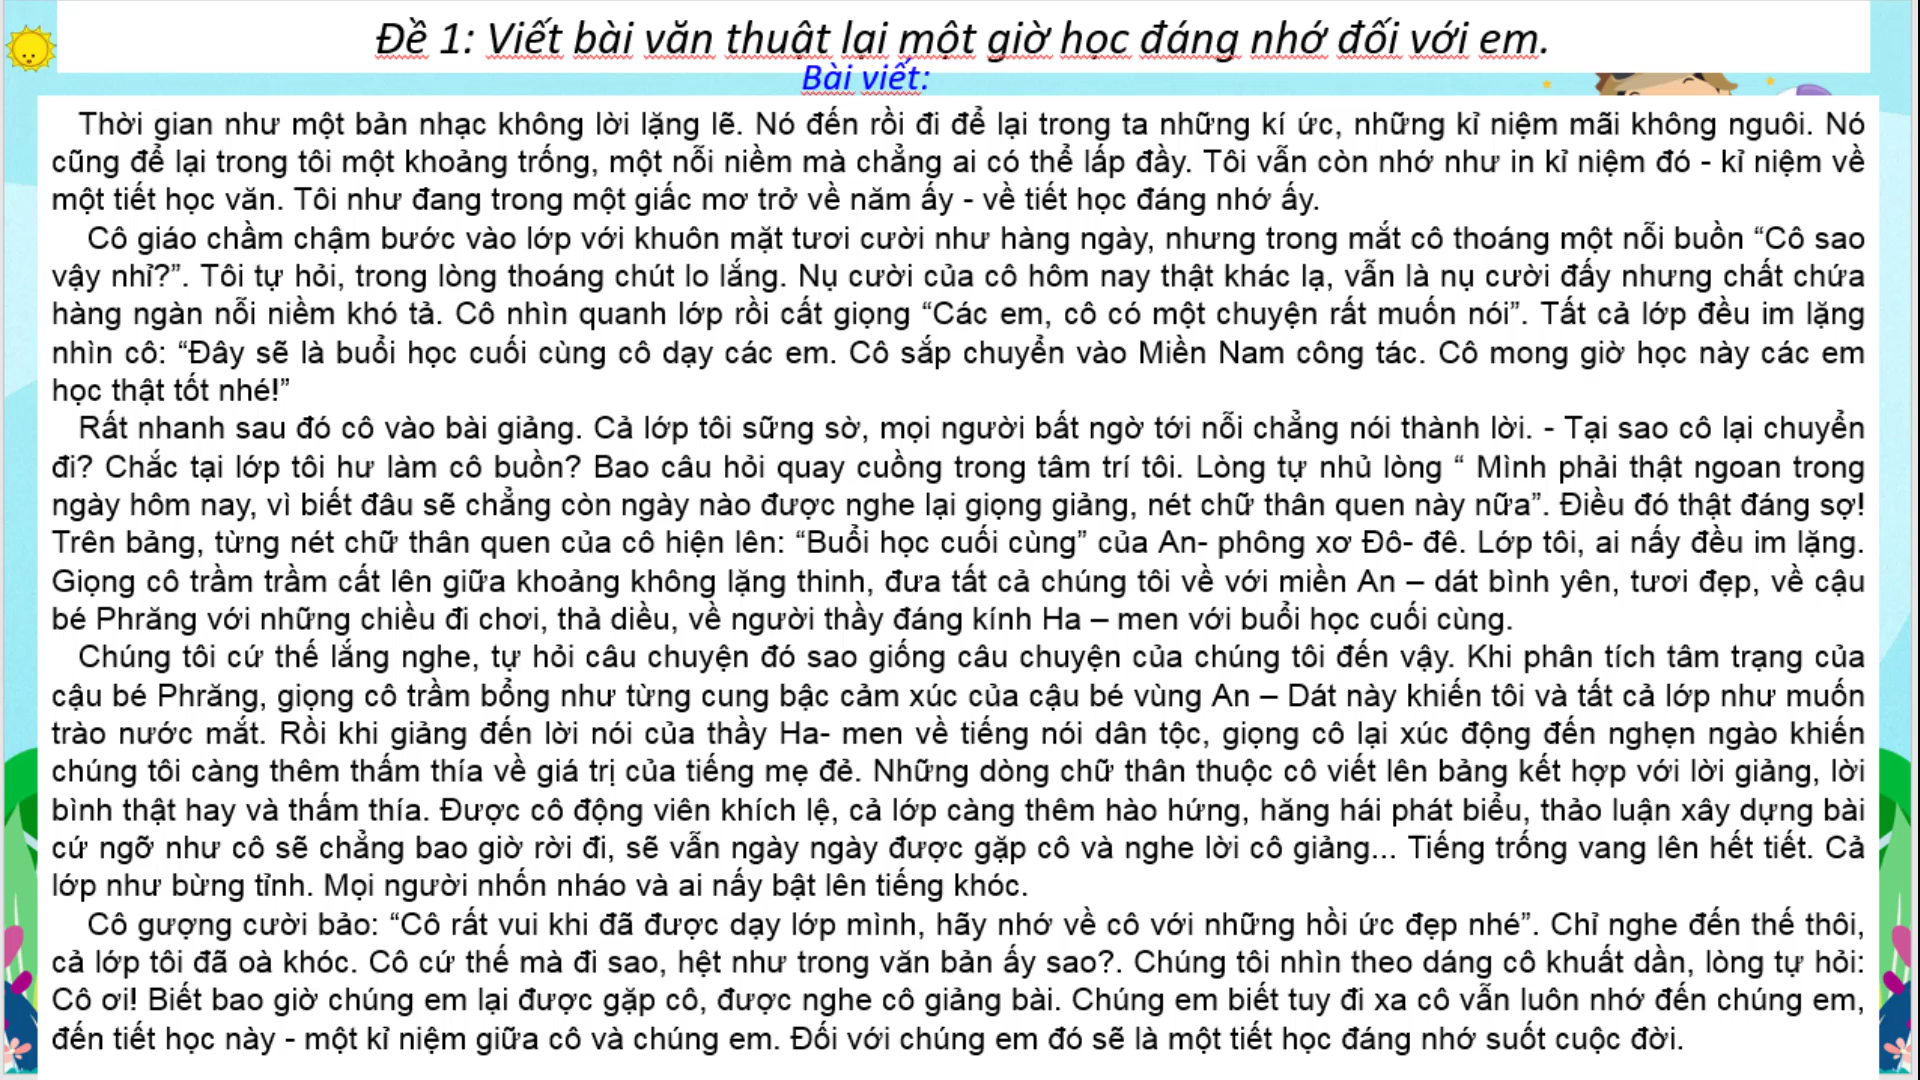 Đề 1: Viết bài văn thuật lại một giờ học đáng nhớ đối với em.
Bài viết:
Thời gian như một bản nhạc không lời lặng lẽ. Nó đến rồi đi để lại trong ta những kí ức, những kỉ niệm mãi không nguôi. Nó
cũng để lại trong tôi một khoảng trống, một nỗi niềm mà chẳng ai có thể lấp đầy. Tôi vẫn còn nhớ như in kỉ niệm đó - kỉ niệm về
một tiết học văn. Tôi như đang trong một giấc mơ trở về năm ấy - về tiết học đáng nhớ ấy.
Cô giáo chầm chậm bước vào lớp với khuôn mặt tươi cười như hàng ngày, nhưng trong mắt cô thoáng một nỗi buồn “Cô sao
vậy nhỉ?”. Tôi tự hỏi, trong lòng thoáng chút lo lắng. Nụ cười của cô hôm nay thật khác lạ, vẫn là nụ cười đấy nhưng chất chứa
hàng ngàn nỗi niềm khó tả. Cô nhìn quanh lớp rồi cất giọng “Các em, cô có một chuyện rất muốn nói”. Tất cả lớp đều im lặng
nhìn cô: “Đây sẽ là buổi học cuối cùng cô dạy các em. Cô sắp chuyển vào Miền Nam công tác. Cô mong giờ học này các em
học thật tốt nhé!”
Rất nhanh sau đó cô vào bài giảng. Cả lớp tôi sững sờ, mọi người bất ngờ tới nỗi chẳng nói thành lời. - Tại sao cô lại chuyển
đi? Chắc tại lớp tôi hư làm cô buồn? Bao câu hỏi quay cuồng trong tâm trí tôi. Lòng tự nhủ lòng “ Mình phải thật ngoan trong
ngày hôm nay, vì biết đâu sẽ chẳng còn ngày nào được nghe lại giọng giảng, nét chữ thân quen này nữa”. Điều đó thật đáng sợ!
Trên bảng, từng nét chữ thân quen của cô hiện lên: “Buổi học cuối cùng” của An- phông xơ Đô- đê. Lớp tôi, ai nấy đều im lặng.
Giọng cô trầm trầm cất lên giữa khoảng không lặng thinh, đưa tất cả chúng tôi về với miền An – dát bình yên, tươi đẹp, về cậu
bé Phrăng với những chiều đi chơi, thả diều, về người thầy đáng kính Ha – men với buổi học cuối cùng.
Chúng tôi cứ thế lắng nghe, tự hỏi câu chuyện đó sao giống câu chuyện của chúng tôi đến vậy. Khi phân tích tâm trạng của
cậu bé Phrăng, giọng cô trầm bổng như từng cung bậc cảm xúc của cậu bé vùng An – Dát này khiến tôi và tất cả lớp như muốn
trào nước mắt. Rồi khi giảng đến lời nói của thầy Ha- men về tiếng nói dân tộc, giọng cô lại xúc động đến nghẹn ngào khiến
chúng tôi càng thêm thấm thía về giá trị của tiếng mẹ đẻ. Những dòng chữ thân thuộc cô viết lên bảng kết hợp với lời giảng, lời
bình thật hay và thấm thía. Được cô động viên khích lệ, cả lớp càng thêm hào hứng, hăng hái phát biểu, thảo luận xây dựng bài
cứ ngỡ như cô sẽ chẳng bao giờ rời đi, sẽ vẫn ngày ngày được gặp cô và nghe lời cô giảng... Tiếng trống vang lên hết tiết. Cả
lớp như bừng tỉnh. Mọi người nhốn nháo và ai nấy bật lên tiếng khóc.
Cô gượng cười bảo: “Cô rất vui khi đã được dạy lớp mình, hãy nhớ về cô với những hồi ức đẹp nhé”. Chỉ nghe đến thế thôi,
cả lớp tôi đã oà khóc. Cô cứ thế mà đi sao, hệt như trong văn bản ấy sao?. Chúng tôi nhìn theo dáng cô khuất dần, lòng tự hỏi:
Cô ơi! Biết bao giờ chúng em lại được gặp cô, được nghe cô giảng bài. Chúng em biết tuy đi xa cô vẫn luôn nhớ đến chúng em,
đến tiết học này - một kỉ niệm giữa cô và chúng em. Đối với chúng em đó sẽ là một tiết học đáng nhớ suốt cuộc đời.